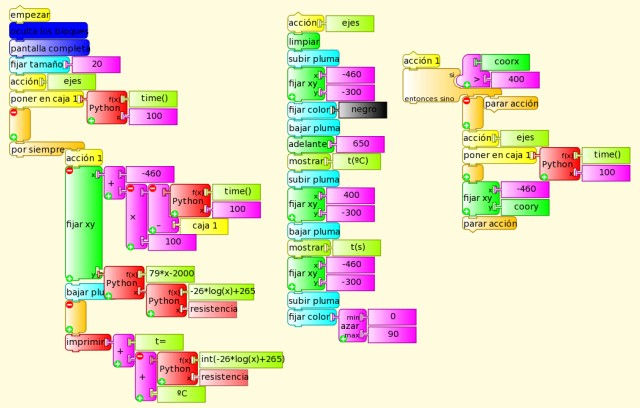 empezar
oculta los bloques
pantalla completa
fijar tamaño 20
acción ejes
poner en caja 1 Python f(x) time()
100
por siempre
acción 1
fijar xy x + -460
× - Python f(x) time()
100
caja 1
100
y Python f(x) 79*x-2000
Python f(x) -26*log(x)+265
resistencia
bajar plu
imprimir + t=
+ Python f(x) int(-26*log(x)+265)
resistencia
ºC
acción ejes
limpiar
subir pluma
fijar xy x -460
y -300
fijar color negro
bajar pluma
adelante 650
mostrar t(ºC)
subir pluma
fijar xy x 400
y -300
bajar pluma
mostrar t(s)
fijar xy x -460
y -300
subir pluma
fijar color azar min 0
max 90
acción 1
si > coorx
400
entonces sino
parar acción
acción ejes
poner en caja 1 Python f(x) time()
100
fijar xy x -460
y coory
parar acción